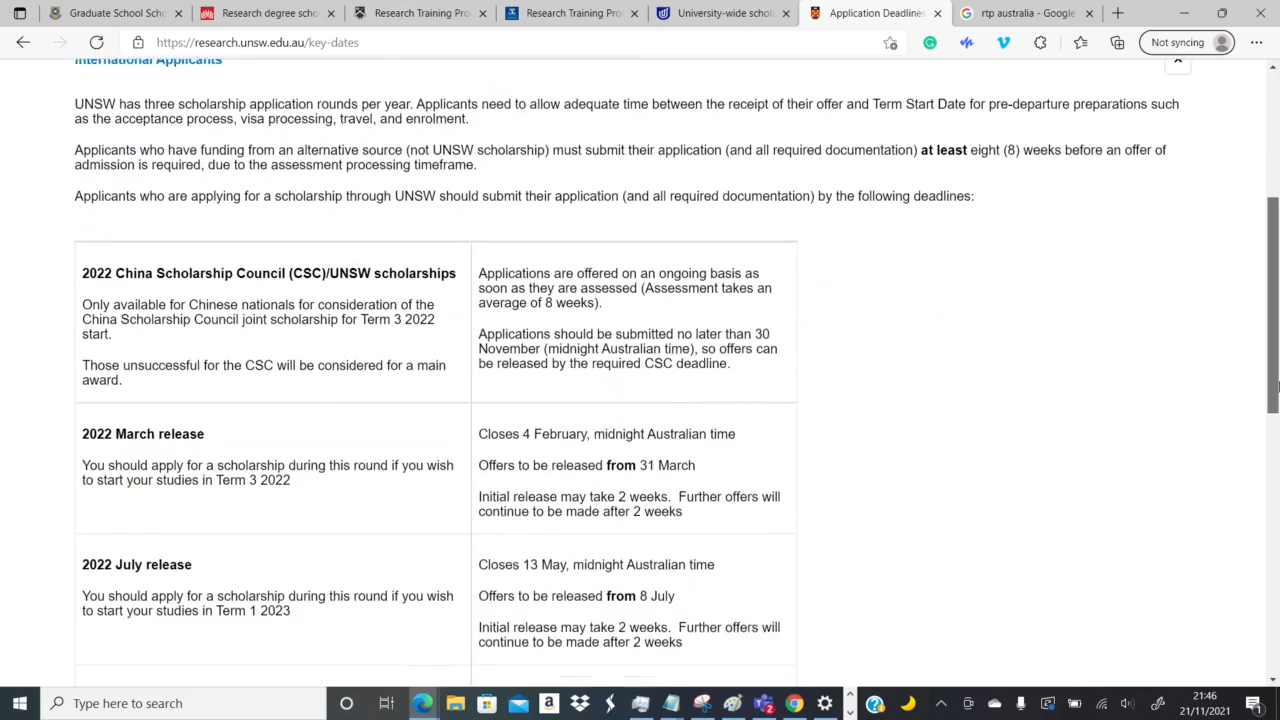 Graduate School Schol
Research degree scho
Research Training Pro
Research Training Pro
University-wide schola
Application Deadlines
rtp australia - Google
https://research.unsw.edu.au/key-dates
Not syncing
International Applicants
UNSW has three scholarship application rounds per year. Applicants need to allow adequate time between the receipt of their offer and Term Start Date for pre-departure preparations such
as the acceptance process, visa processing, travel, and enrolment.
Applicants who have funding from an alternative source (not UNSW scholarship) must submit their application (and all required documentation) at least eight (8) weeks before an offer of
admission is required, due to the assessment processing timeframe.
Applicants who are applying for a scholarship through UNSW should submit their application (and all required documentation) by the following deadlines:
2022 China Scholarship Council (CSC)/UNSW scholarships
Only available for Chinese nationals for consideration of the
China Scholarship Council joint scholarship for Term 3 2022
start.
Those unsuccessful for the CSC will be considered for a main
award.
Applications are offered on an ongoing basis as
soon as they are assessed (Assessment takes an
average of 8 weeks).
Applications should be submitted no later than 30
November (midnight Australian time), so offers can
be released by the required CSC deadline.
2022 March release
You should apply for a scholarship during this round if you wish
to start your studies in Term 3 2022
Closes 4 February, midnight Australian time
Offers to be released from 31 March
Initial release may take 2 weeks. Further offers will
continue to be made after 2 weeks
2022 July release
You should apply for a scholarship during this round if you wish
to start your studies in Term 1 2023
Closes 13 May, midnight Australian time
Offers to be released from 8 July
Initial release may take 2 weeks. Further offers will
continue to be made after 2 weeks
Type here to search
21:46
21/11/2021